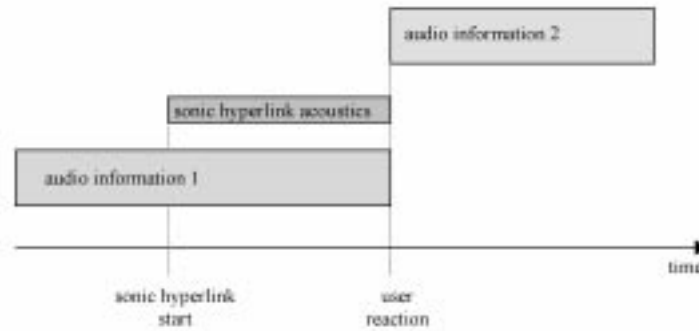 audio information 2
sonic hyperlink acoustics
audio information 1
time
sonic hyperlink
start
user
reaction